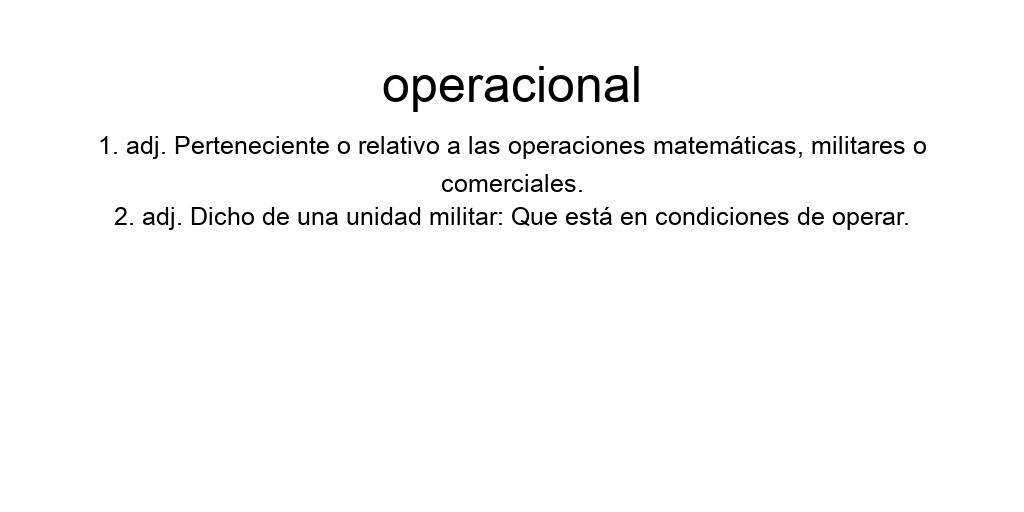 operacional
1. adj. Perteneciente o relativo a las operaciones matemáticas, militares o
comerciales.
2. adj. Dicho de una unidad militar: Que está en condiciones de operar.